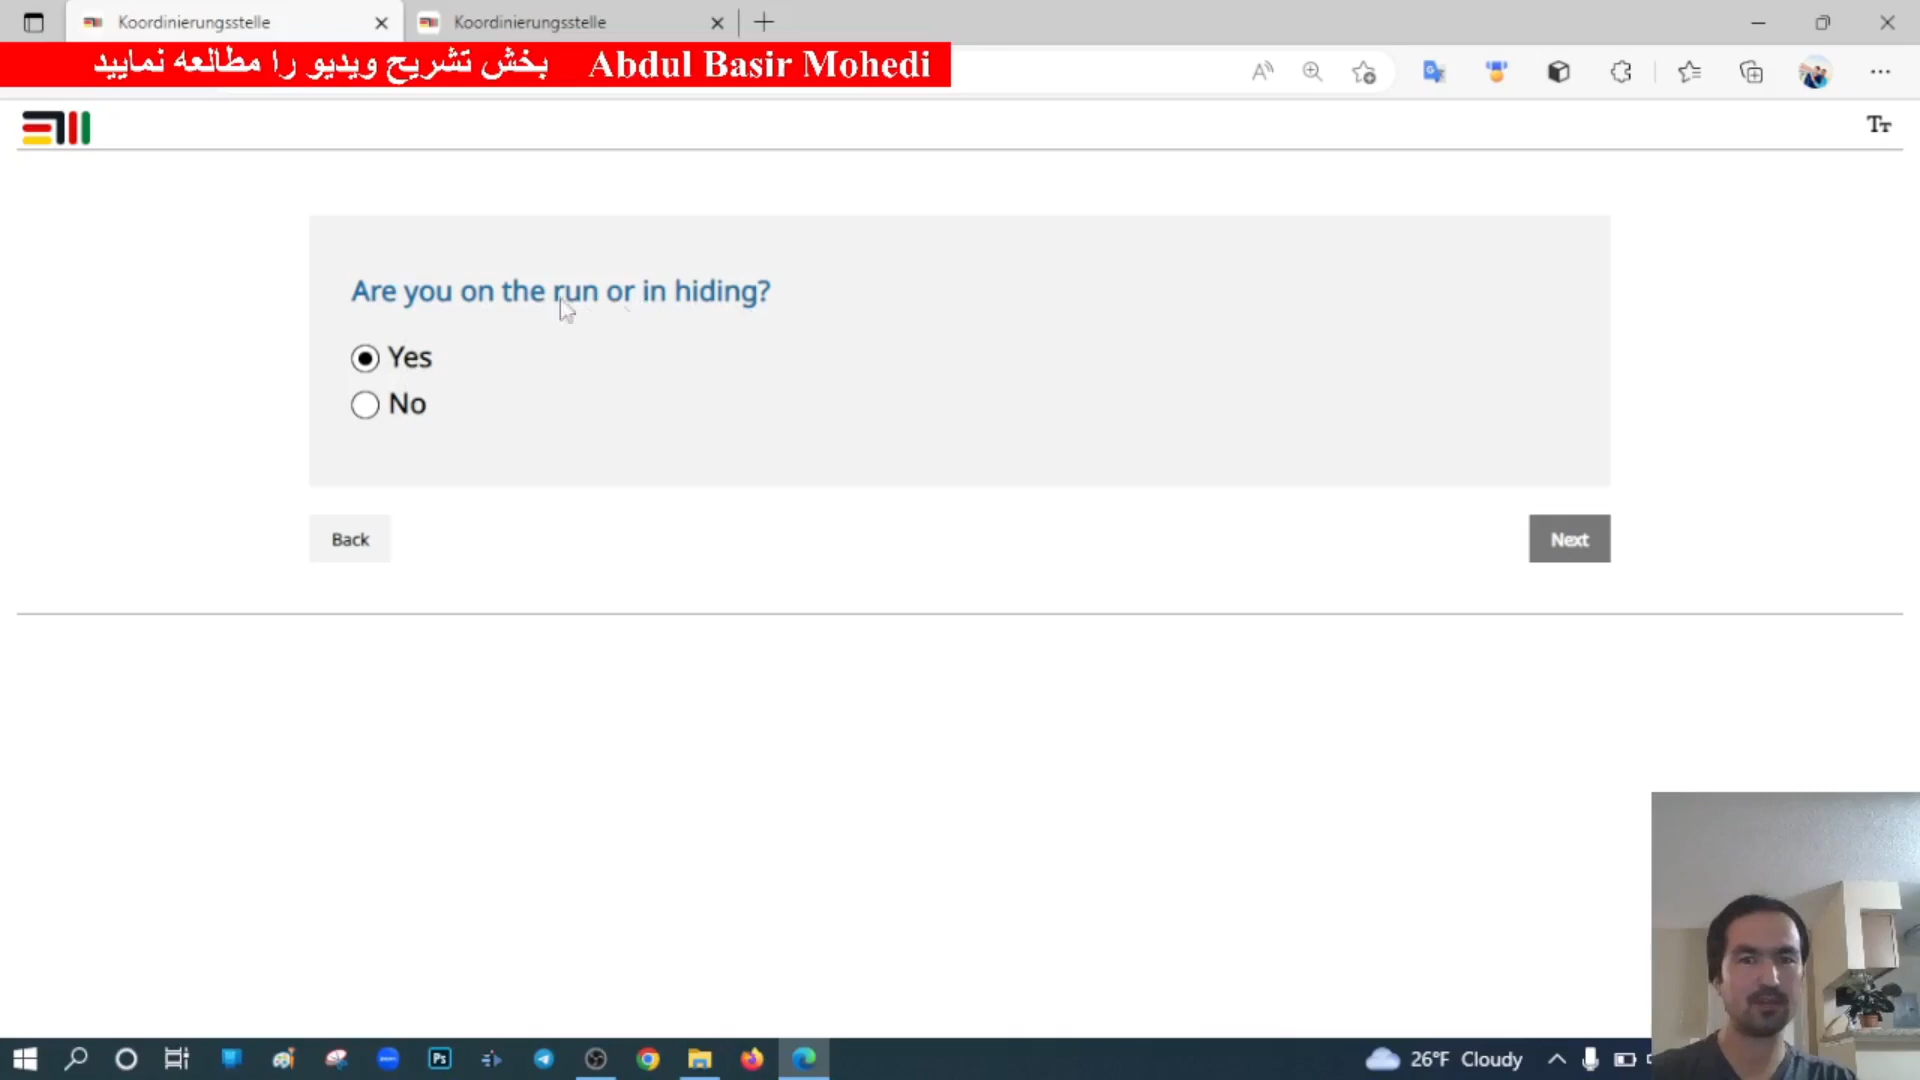 Koordinierungsstelle
Koordinierungsstelle
بخش تشریح ویدیو را مطالعه نمایید Abdul Basir Mohedi
Are you on the run or in hiding?
Yes
No
Back
Next
26°F Cloudy